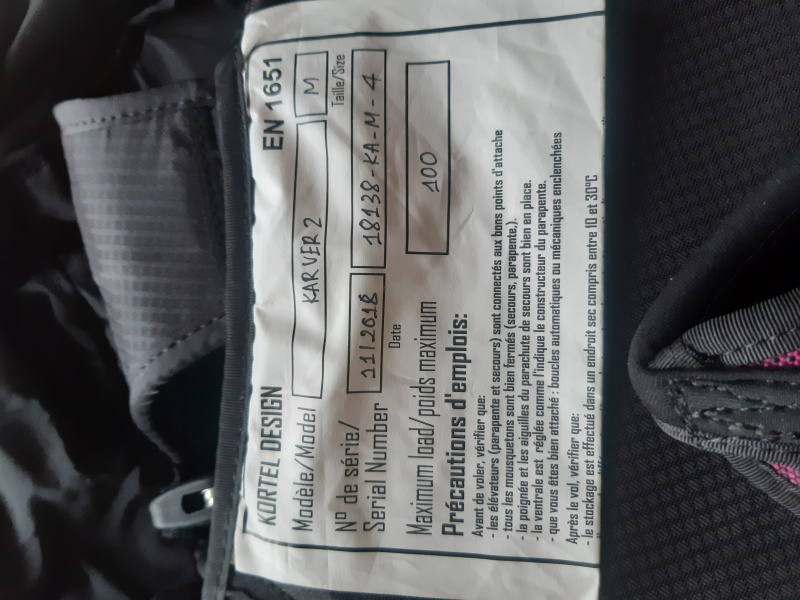 KORTEL DESIGN EN 1651
Modèle/Model KARVER 2 M
Taille/Size
N° de série/
Serial Number 11/2018 18138-KA-M-4
Date
Maximum load/poids maximum 100
Précautions d'emplois:
Avant de voler, vérifier que:
- les élévateurs (parapente et secours) sont connectés aux bons points d'attache
- tous les mousquetons sont bien fermés (secours, parapente,).
- la poignée et les aiguilles du parachute de secours sont bien en place.
- la ventrale est réglée comme l'indique le constructeur du parapente.
- que vous êtes bien attaché : boucles automatiques ou mécaniques enclenchées
Après le vol, vérifier que:
- le stockage est effectué dans un endroit sec compris entre 10 et 30°C